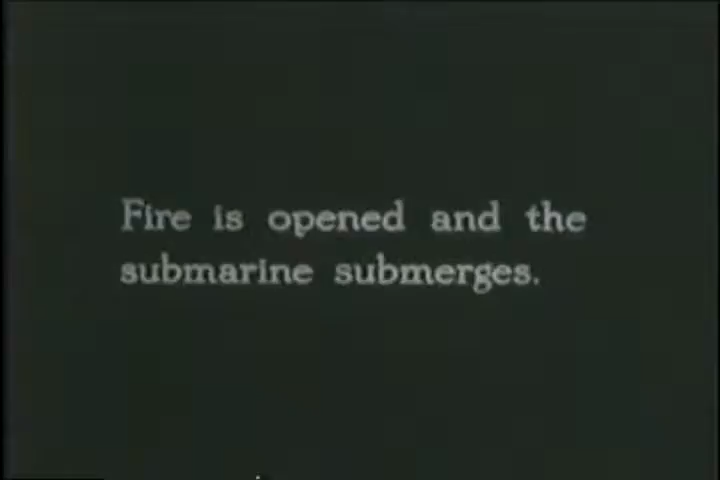 Fire is opened and the
submarine submerges.